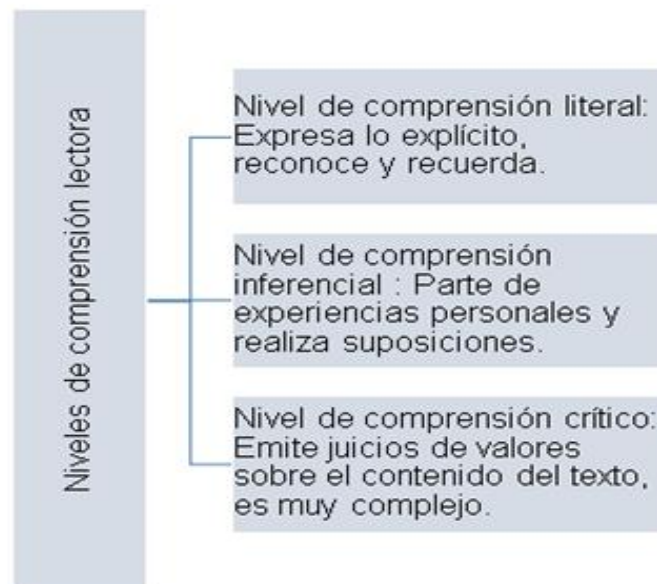 Niveles de comprensión lectora
Nivel de comprensión literal:
Expresa lo explícito,
reconoce y recuerda.
Nivel de comprensión
inferencial : Parte de
experiencias personales y
realiza suposiciones.
Nivel de comprensión crítico:
Emite juicios de valores
sobre el contenido del texto,
es muy complejo.